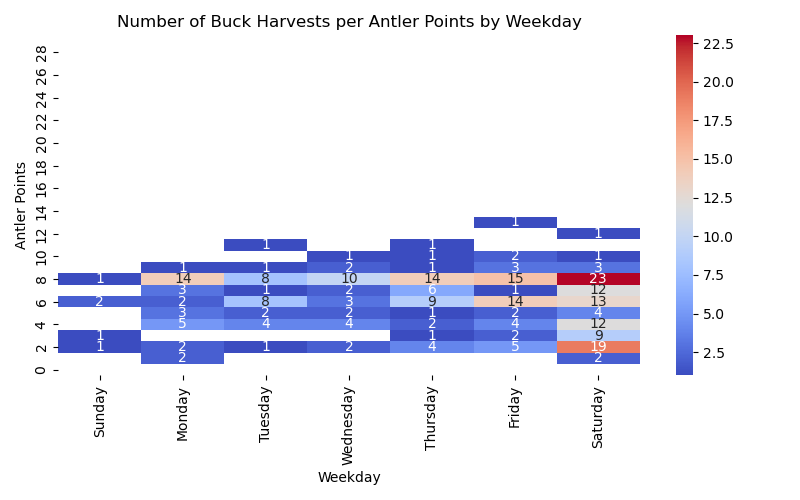 Number of Buck Harvests per Antler Points by Weekday
Antler Points
28
26
24
22
20
18
16
14
12
10
8
6
4
2
0
1
1
1 1
1 1 2 1
1 1 2 1 3 3
1 14 8 10 14 15 23
3 1 2 6 1 12
2 2 8 3 9 14 13
3 2 2 1 2 4
5 4 4 2 4 12
1 1 2 9
1 2 1 2 4 5 19
2 2
Sunday Monday Tuesday Wednesday Thursday Friday Saturday
Weekday
22.5
20.0
17.5
15.0
12.5
10.0
7.5
5.0
2.5